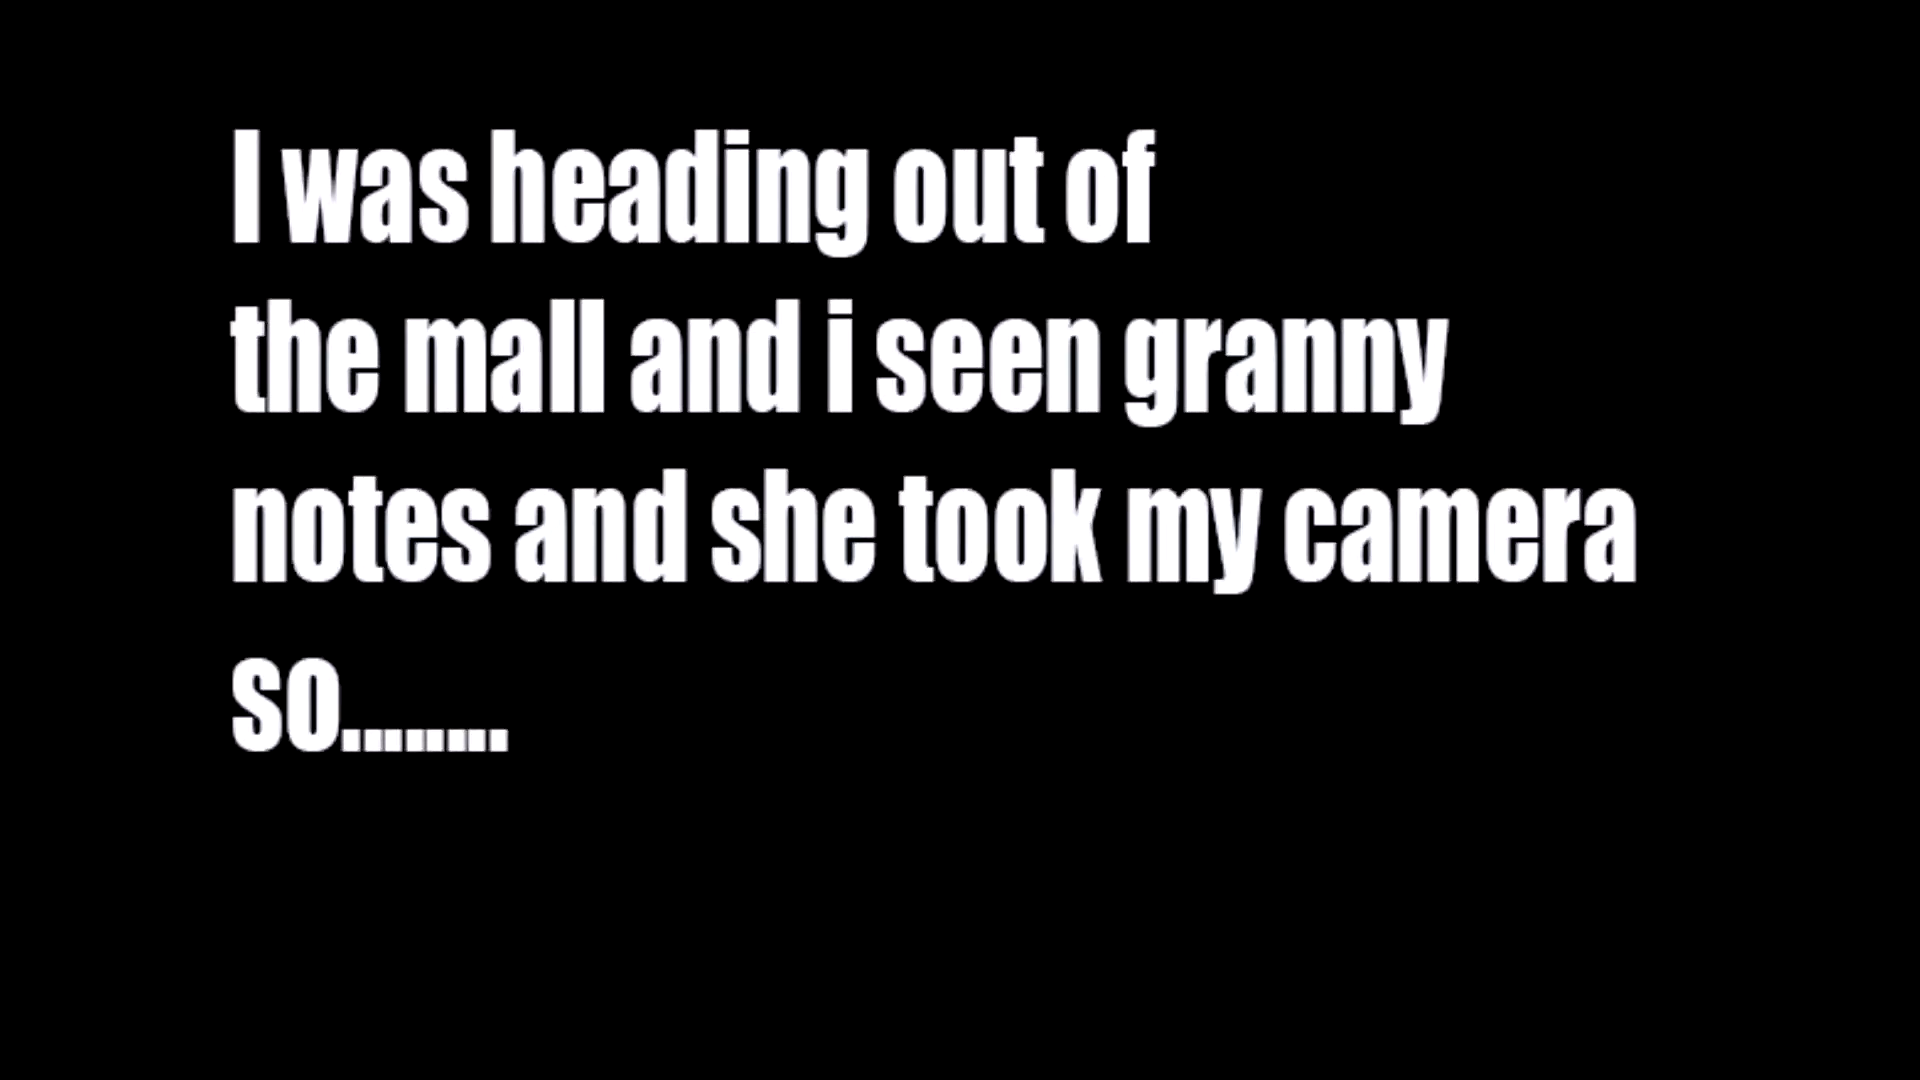 I was heading out of
the mall and i seen granny
notes and she took my camera
so........